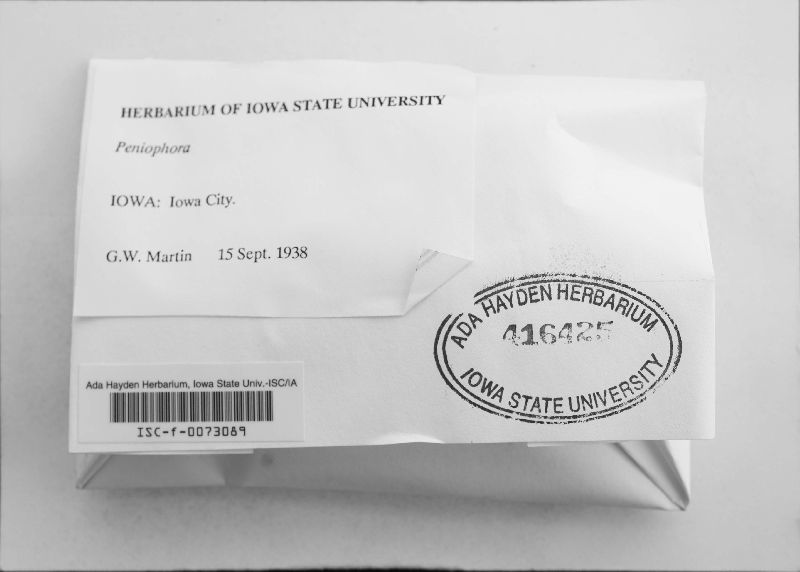 HERBARIUM OF IOWA STATE UNIVERSITY
Peniophora
IOWA: Iowa City.
G.W. Martin 15 Sept. 1938
ADA HAYDEN HERBARIUM
416425
IOWA STATE UNIVERSITY
Ada Hayden Herbarium, Iowa State Univ.-ISC/IA
ISC-f-0073089